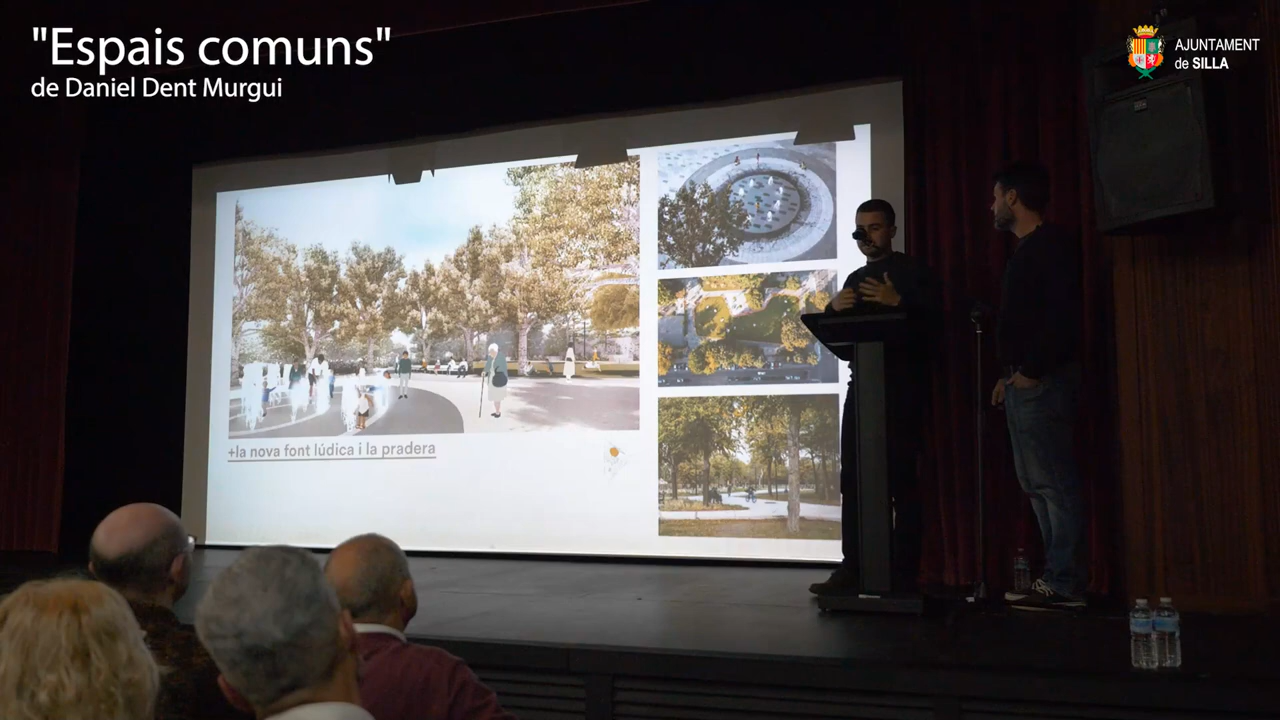 "Espais comuns"
de Daniel Dent Murgui
AJUNTAMENT
de SILLA
+la nova font lúdica i la pradera